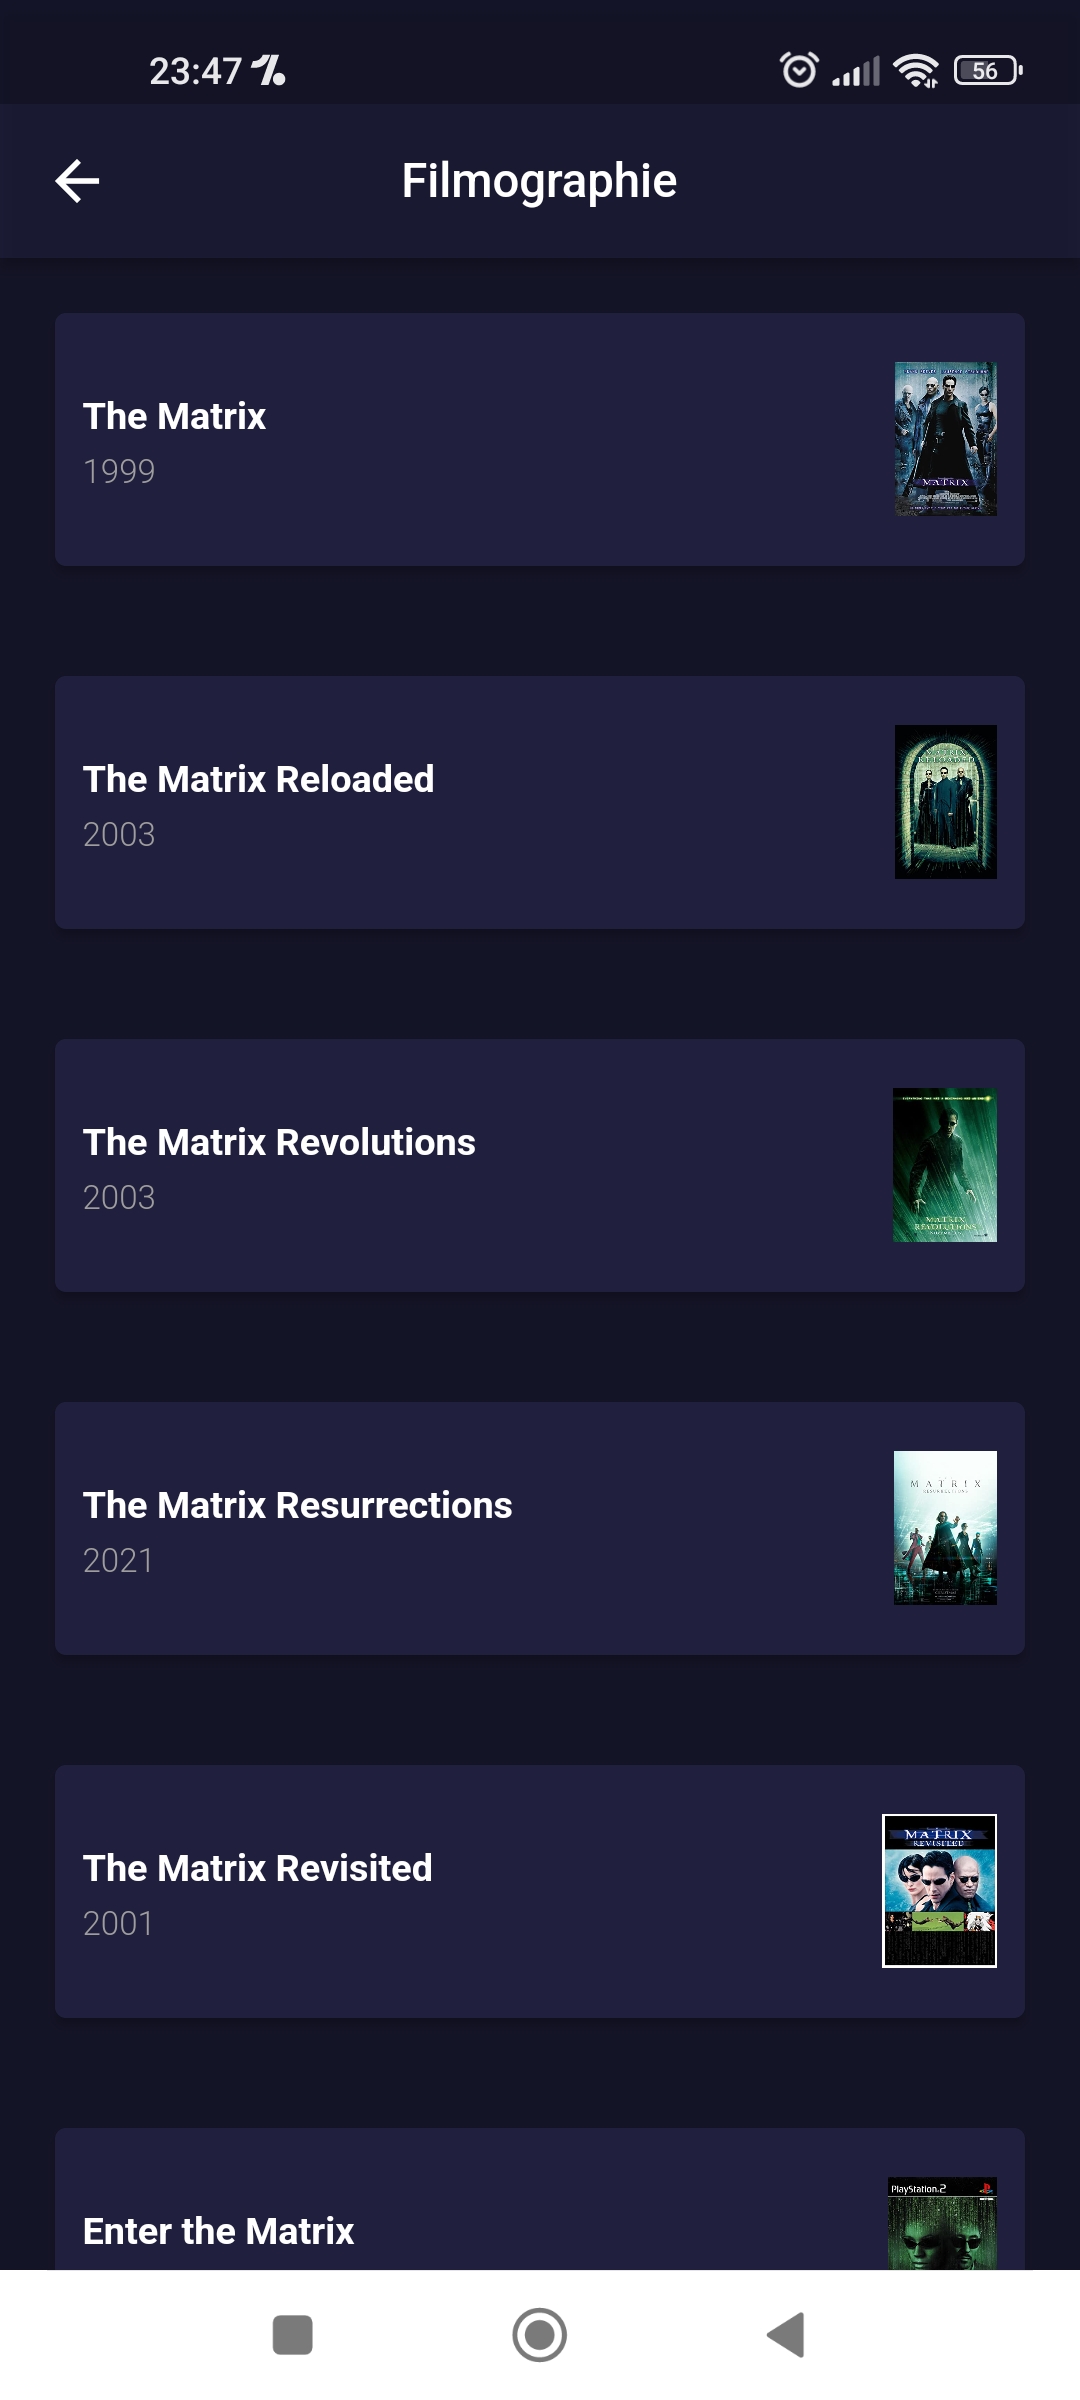 23:47
56
Filmographie
The Matrix
1999
MATRIX
The Matrix Reloaded
2003
MATRIX
RELOADED
The Matrix Revolutions
2003
MATRIX
REVOLUTIONS
The Matrix Resurrections
2021
MATRIX
RESURRECTIONS
The Matrix Revisited
2001
MATRIX
REVISITED
Enter the Matrix
PlayStation 2